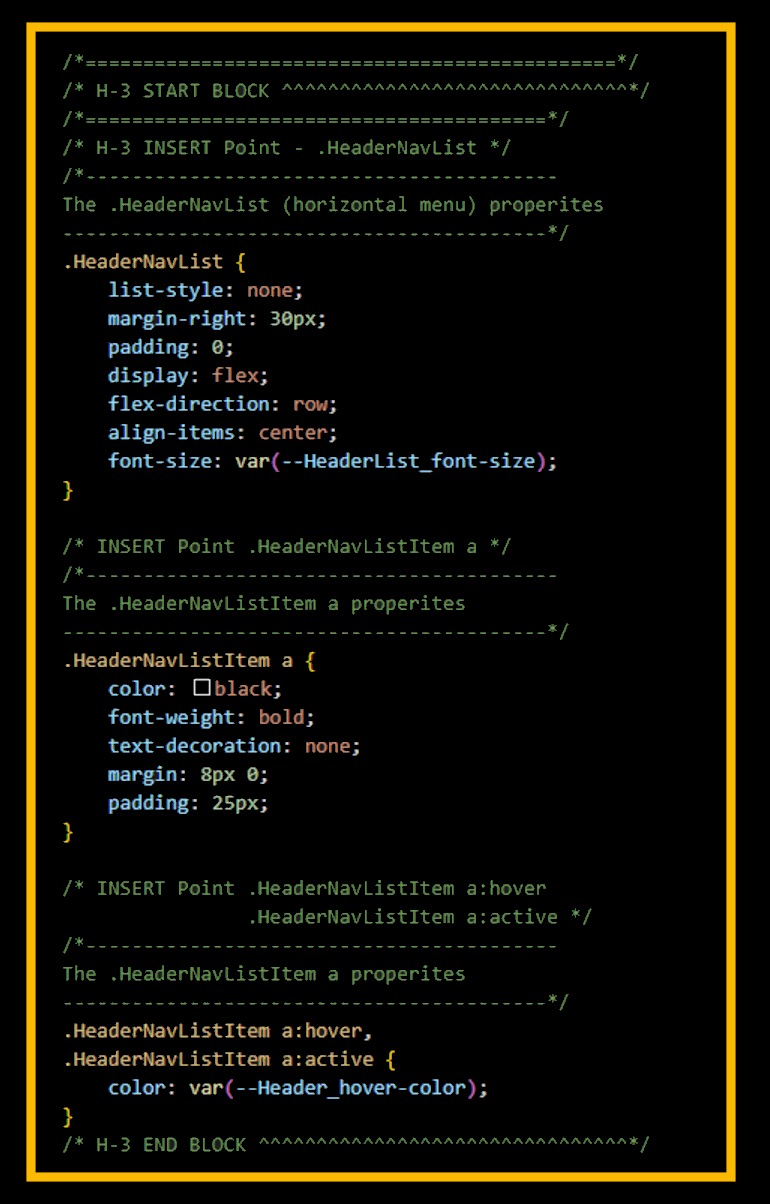 /*==============================================*/
/* H-3 START BLOCK ^^^^^^^^^^^^^^^^^^^^^^^^^^^^^^*/
/*========================================*/
/* H-3 INSERT Point - .HeaderNavList */
/*-----------------------------------------
The .HeaderNavList (horizontal menu) properites
------------------------------------------*/
.HeaderNavList {
    list-style: none;
    margin-right: 30px;
    padding: 0;
    display: flex;
    flex-direction: row;
    align-items: center;
    font-size: var(--HeaderList_font-size);
}

/* INSERT Point .HeaderNavListItem a */
/*-----------------------------------------
The .HeaderNavListItem a properites
------------------------------------------*/
.HeaderNavListItem a {
    color: black;
    font-weight: bold;
    text-decoration: none;
    margin: 8px 0;
    padding: 25px;
}

/* INSERT Point .HeaderNavListItem a:hover
                .HeaderNavListItem a:active */
/*-----------------------------------------
The .HeaderNavListItem a properites
------------------------------------------*/
.HeaderNavListItem a:hover,
.HeaderNavListItem a:active {
    color: var(--Header_hover-color);
}
/* H-3 END BLOCK ^^^^^^^^^^^^^^^^^^^^^^^^^^^^^^^^*/